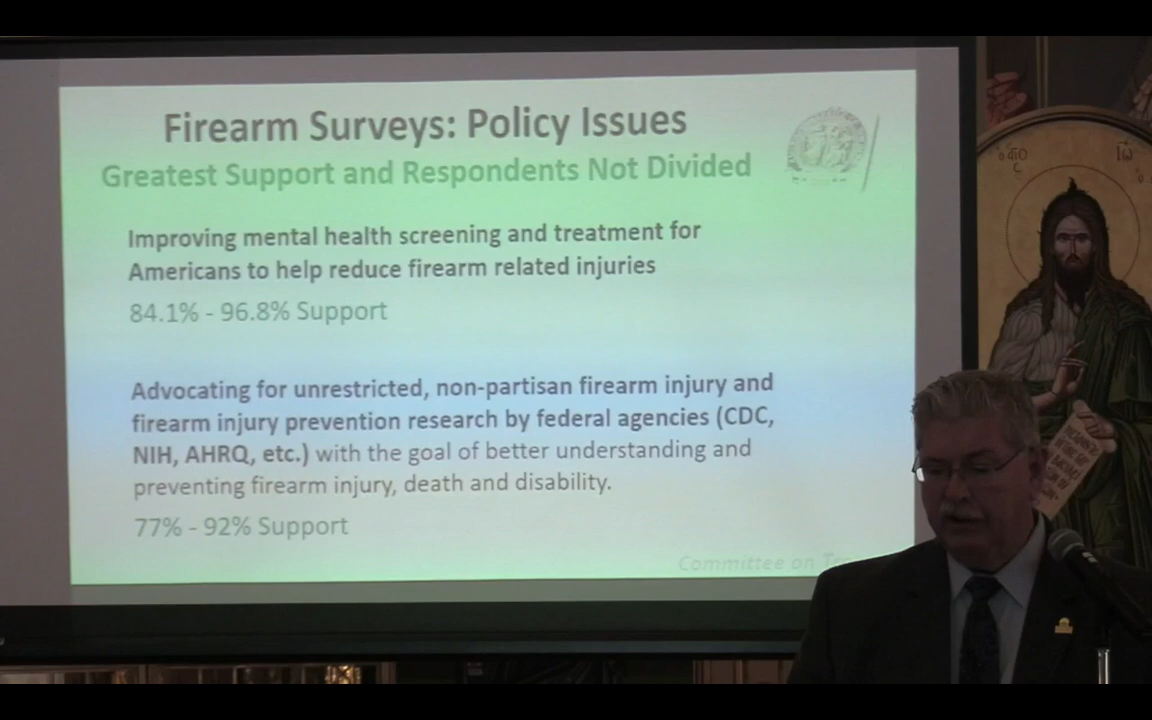 Firearm Surveys: Policy Issues
Greatest Support and Respondents Not Divided
Improving mental health screening and treatment for
Americans to help reduce firearm related injuries
84.1% - 96.8% Support
Advocating for unrestricted, non-partisan firearm injury and
firearm injury prevention research by federal agencies (CDC,
NIH, AHRQ, etc.) with the goal of better understanding and
preventing firearm injury, death and disability.
77% - 92% Support
Committee on